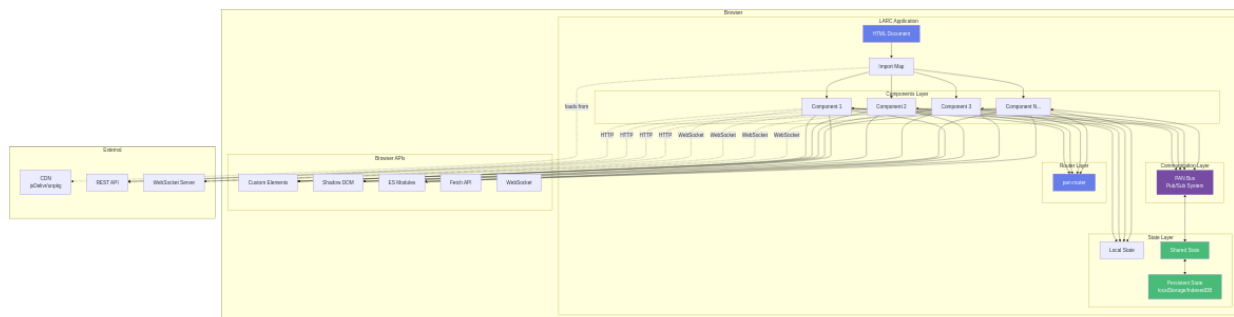 Browser
LARC Application
HTML Document
Import Map
loads from
Components Layer
Component 1
Component 2
Component 3
Component N...
HTTP
HTTP
HTTP
HTTP
WebSocket
WebSocket
WebSocket
WebSocket
External
CDN
jsDelivr/unpkg
REST API
WebSocket Server
Browser APIs
Custom Elements
Shadow DOM
ES Modules
Fetch API
WebSocket
Router Layer
pan-router
Communication Layer
PAN Bus
Pub/Sub System
State Layer
Local State
Shared State
Persistent State
localStorage/IndexedDB